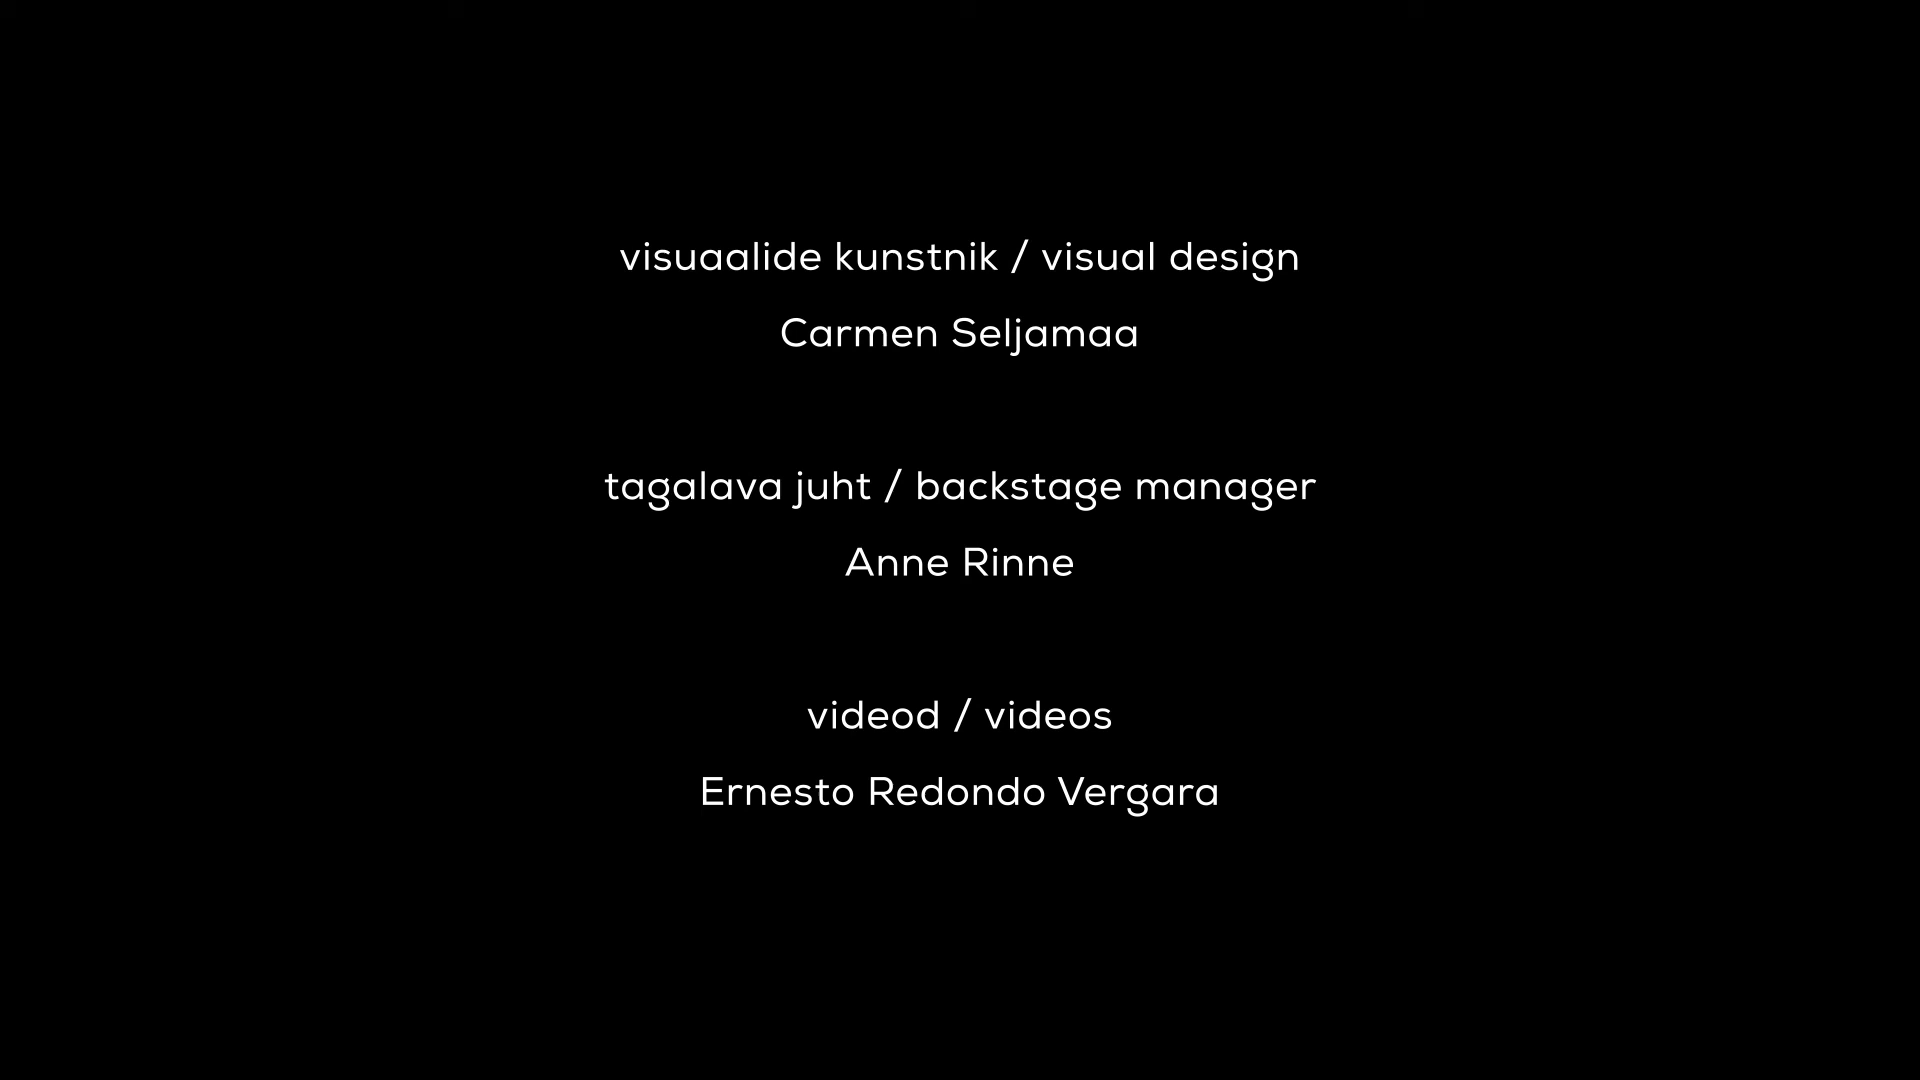 visuaalide kunstnik / visual design
Carmen Seljamaa
tagalava juht / backstage manager
Anne Rinne
videod / videos
Ernesto Redondo Vergara